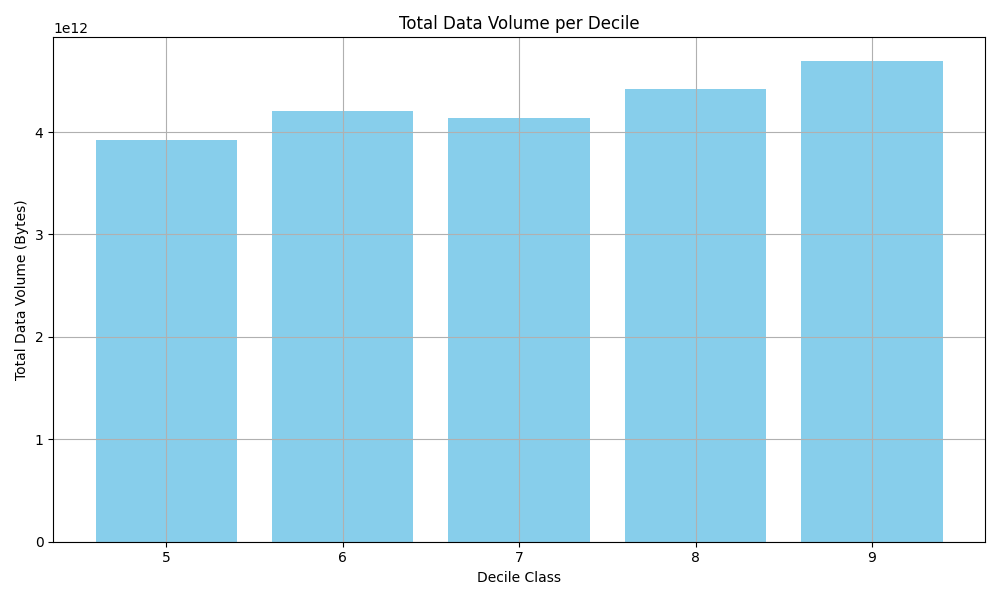 Total Data Volume per Decile
1e12
4
3
2
1
0
Total Data Volume (Bytes)
5 6 7 8 9
Decile Class